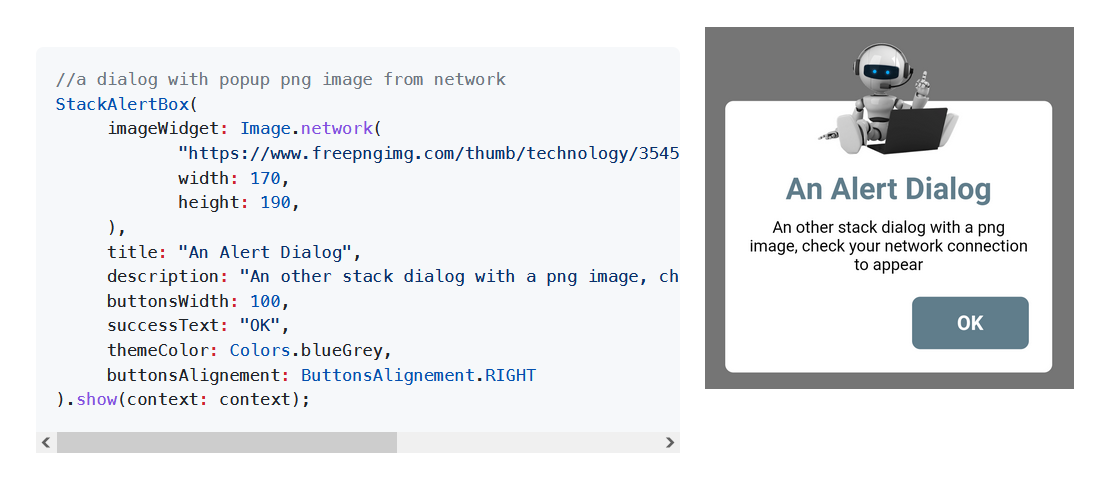 //a dialog with popup png image from network
StackAlertBox(
imageWidget: Image.network(
"https://www.freepngimg.com/thumb/technology/3545
width: 170,
height: 190,
),
title: "An Alert Dialog",
description: "An other stack dialog with a png image, ch
buttonsWidth: 100,
successText: "OK",
themeColor: Colors.blueGrey,
buttonsAlignement: ButtonsAlignement.RIGHT
).show(context: context);
An Alert Dialog
An other stack dialog with a png
image, check your network connection
to appear
OK